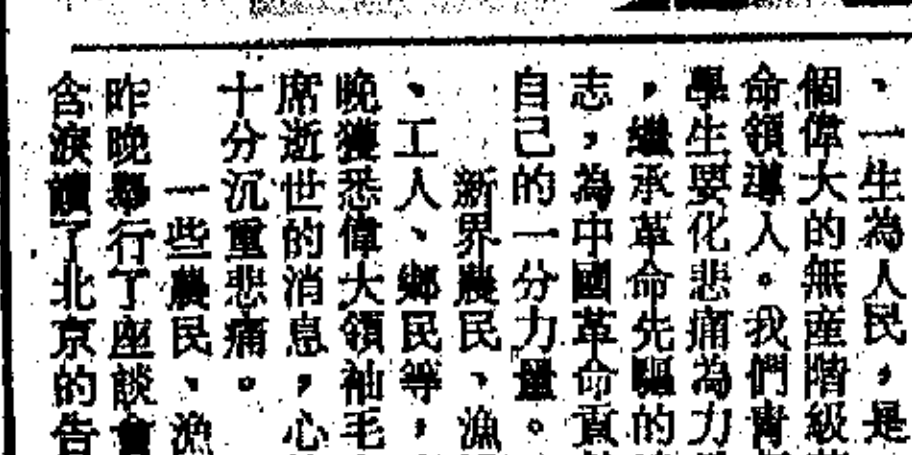 、一生為人民，是
個偉大的無産階級
命領導人。我們青
學生要化悲痛為力
，繼承革命先驅的
志，為中國革命貢
自己的一分力量。
新界農民、漁
、工人、鄉民等，
晚獲悉偉大領袖毛
席逝世的消息，心
十分沉重悲痛。
一些農民、漁
昨晚舉行了座談會
含淚讀了北京的告